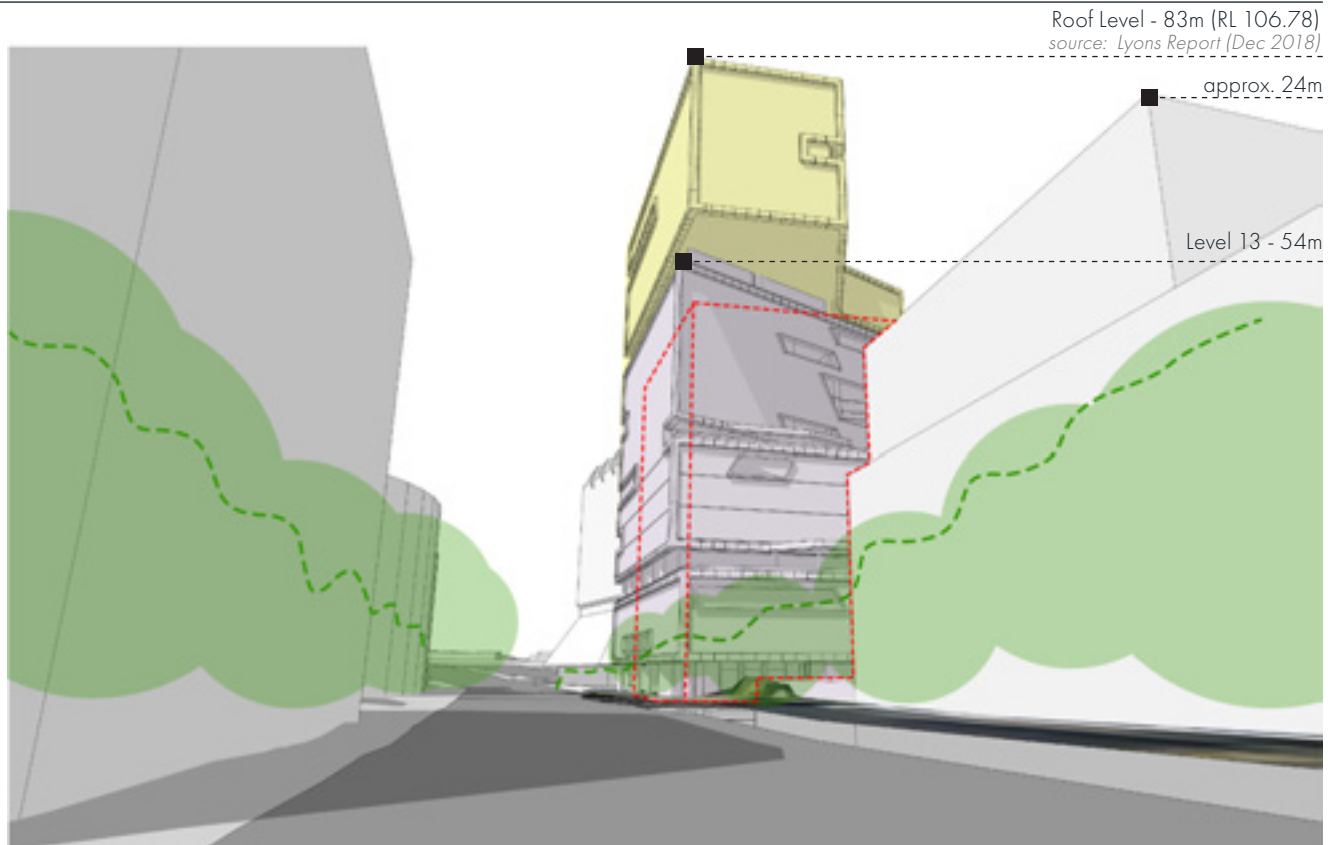 Roof Level - 83m (RL 106.78)
source: Lyons Report (Dec 2018)
approx. 24m
Level 13 - 54m